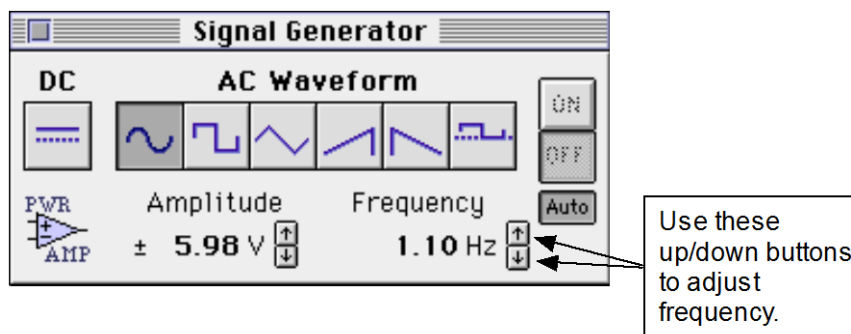 Signal Generator
DC
AC Waveform
ON
OFF
PWR
AMP
Amplitude
Frequency
Auto
± 5.98 V
1.10 Hz
Use these
up/down buttons
to adjust
frequency.